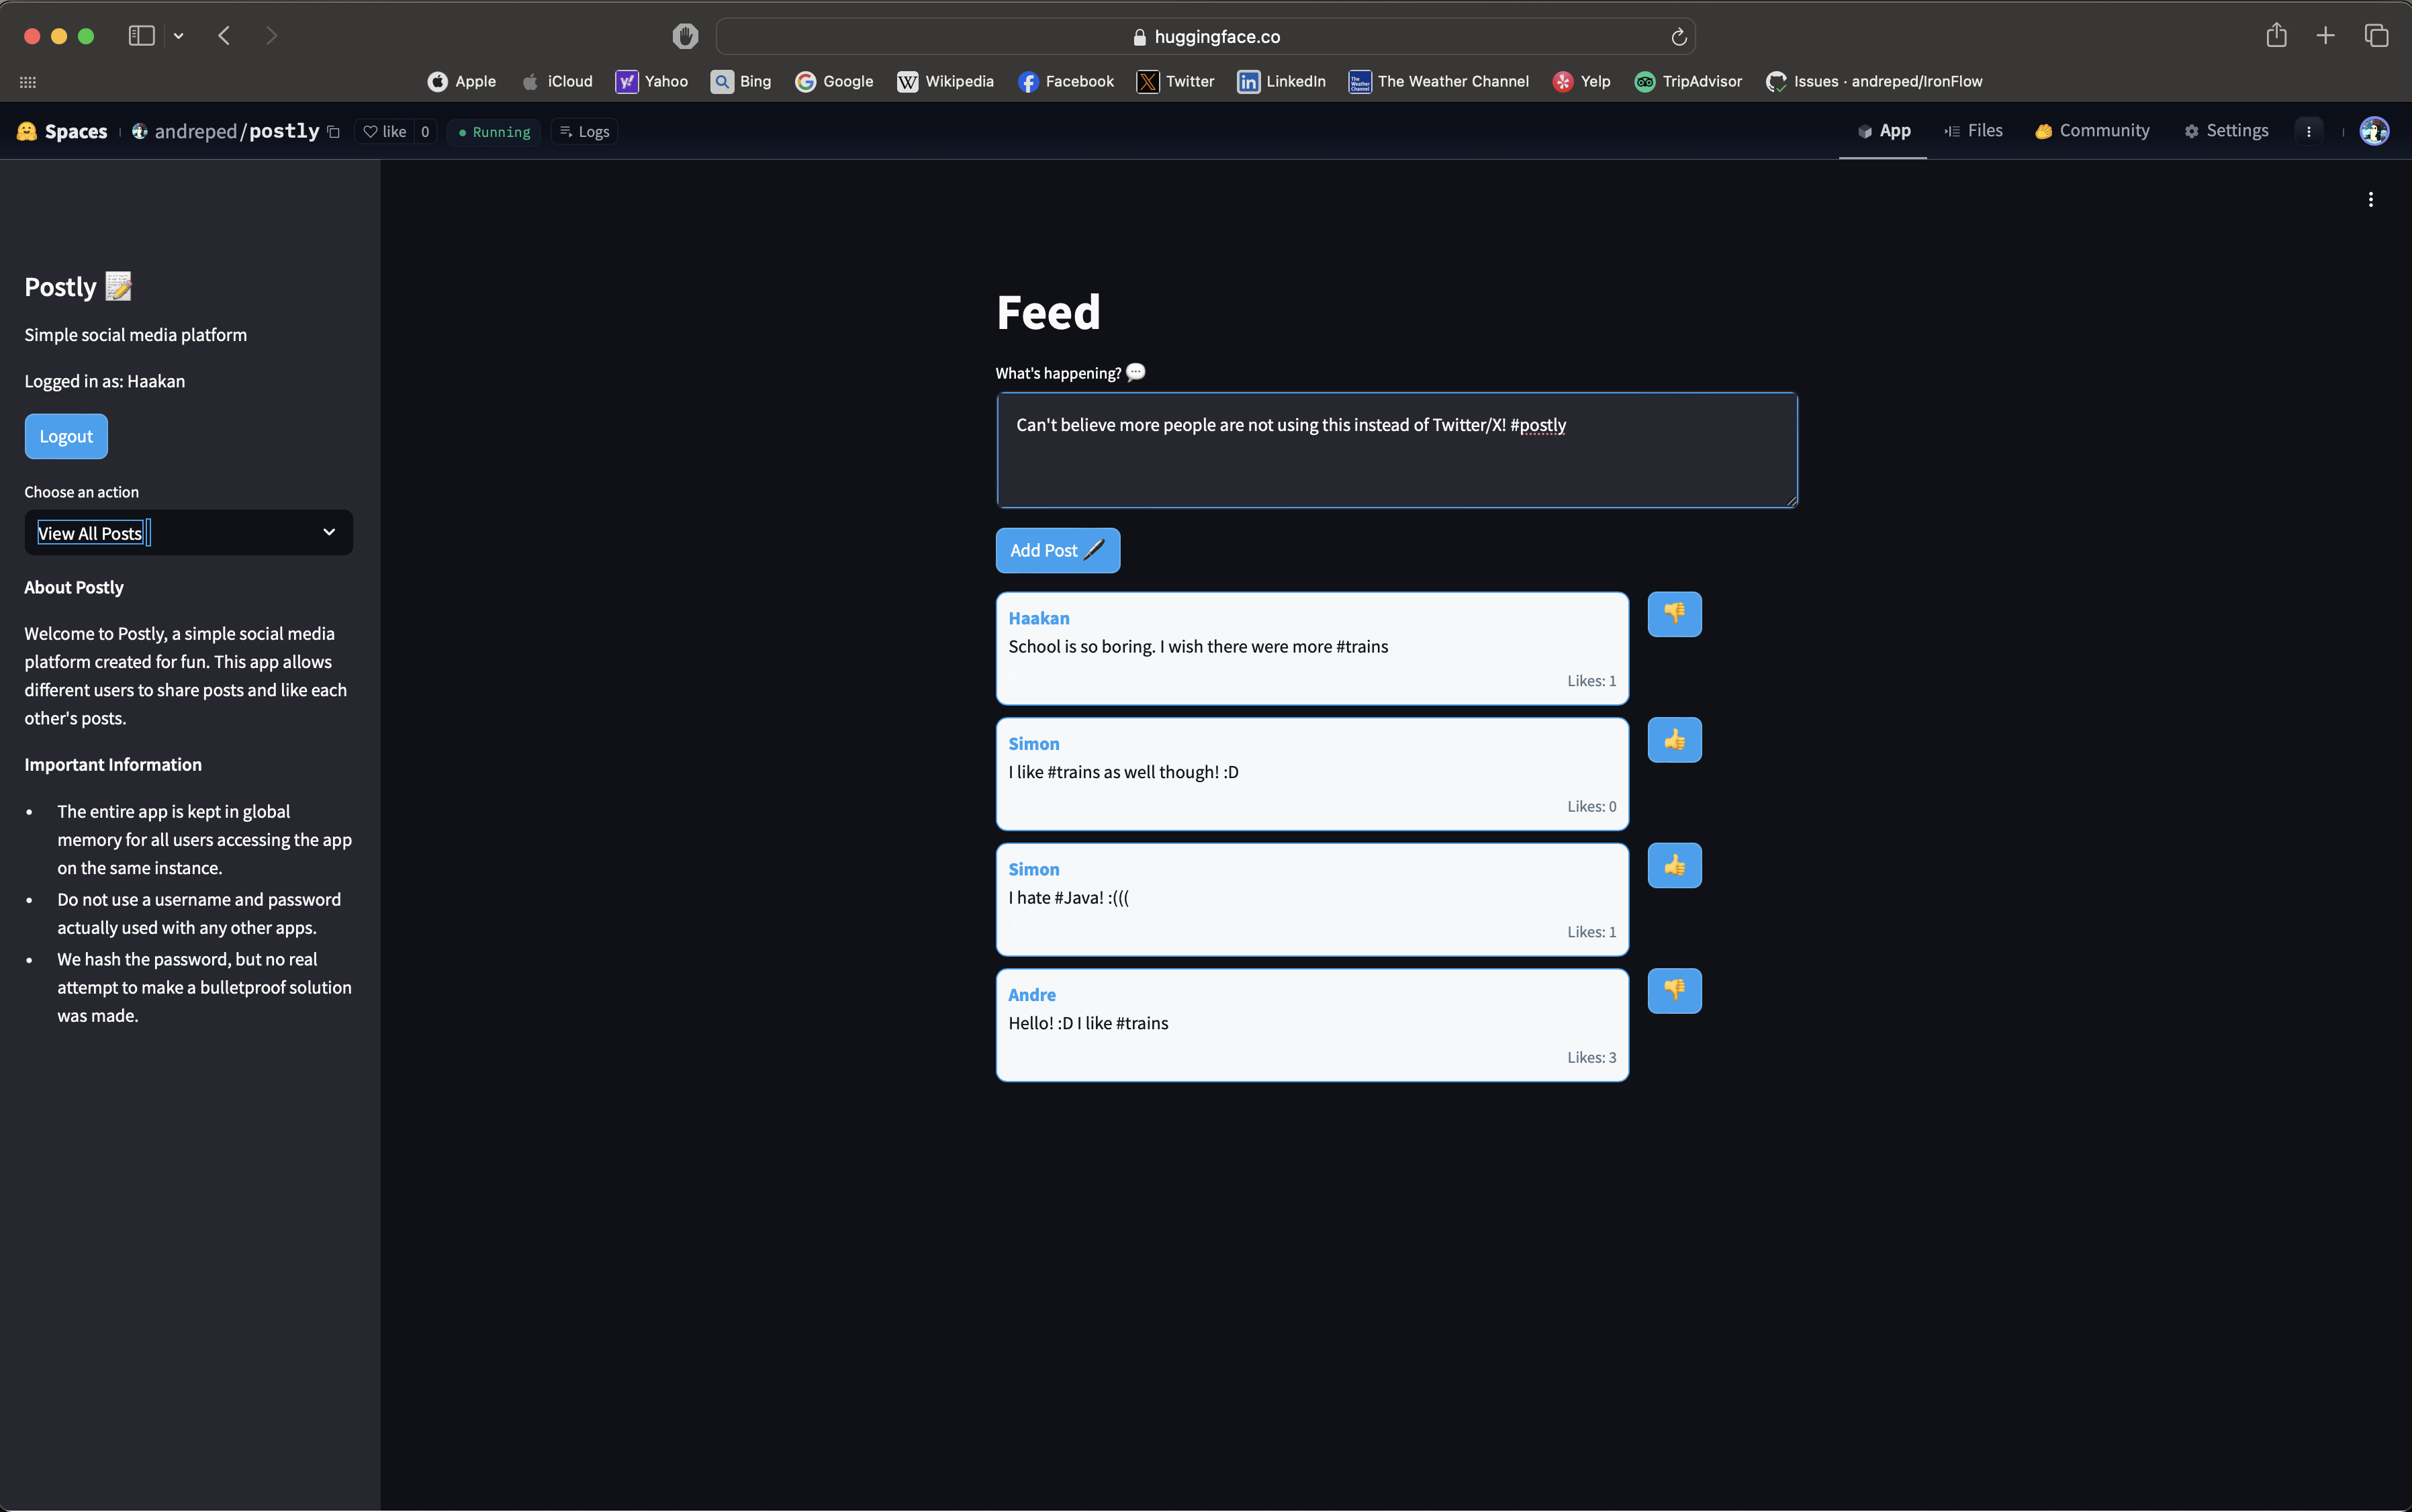 huggingface.co
Apple
iCloud
Yahoo
Bing
Google
Wikipedia
Facebook
Twitter
LinkedIn
The Weather Channel
Yelp
TripAdvisor
Issues · andreped/IronFlow
Spaces
andreped/postly
like 0
Running
Logs
App
Files
Community
Settings
Postly
Simple social media platform
Logged in as: Haakan
Logout
Choose an action
View All Posts
About Postly
Welcome to Postly, a simple social media
platform created for fun. This app allows
different users to share posts and like each
other's posts.
Important Information
The entire app is kept in global
memory for all users accessing the app
on the same instance.
Do not use a username and password
actually used with any other apps.
We hash the password, but no real
attempt to make a bulletproof solution
was made.
Feed
What's happening?
Can't believe more people are not using this instead of Twitter/X! #postly
Add Post
Haakan
School is so boring. I wish there were more #trains
Likes: 1
Simon
I like #trains as well though! :D
Likes: 0
Simon
I hate #Java! :(((
Likes: 1
Andre
Hello! :D I like #trains
Likes: 3